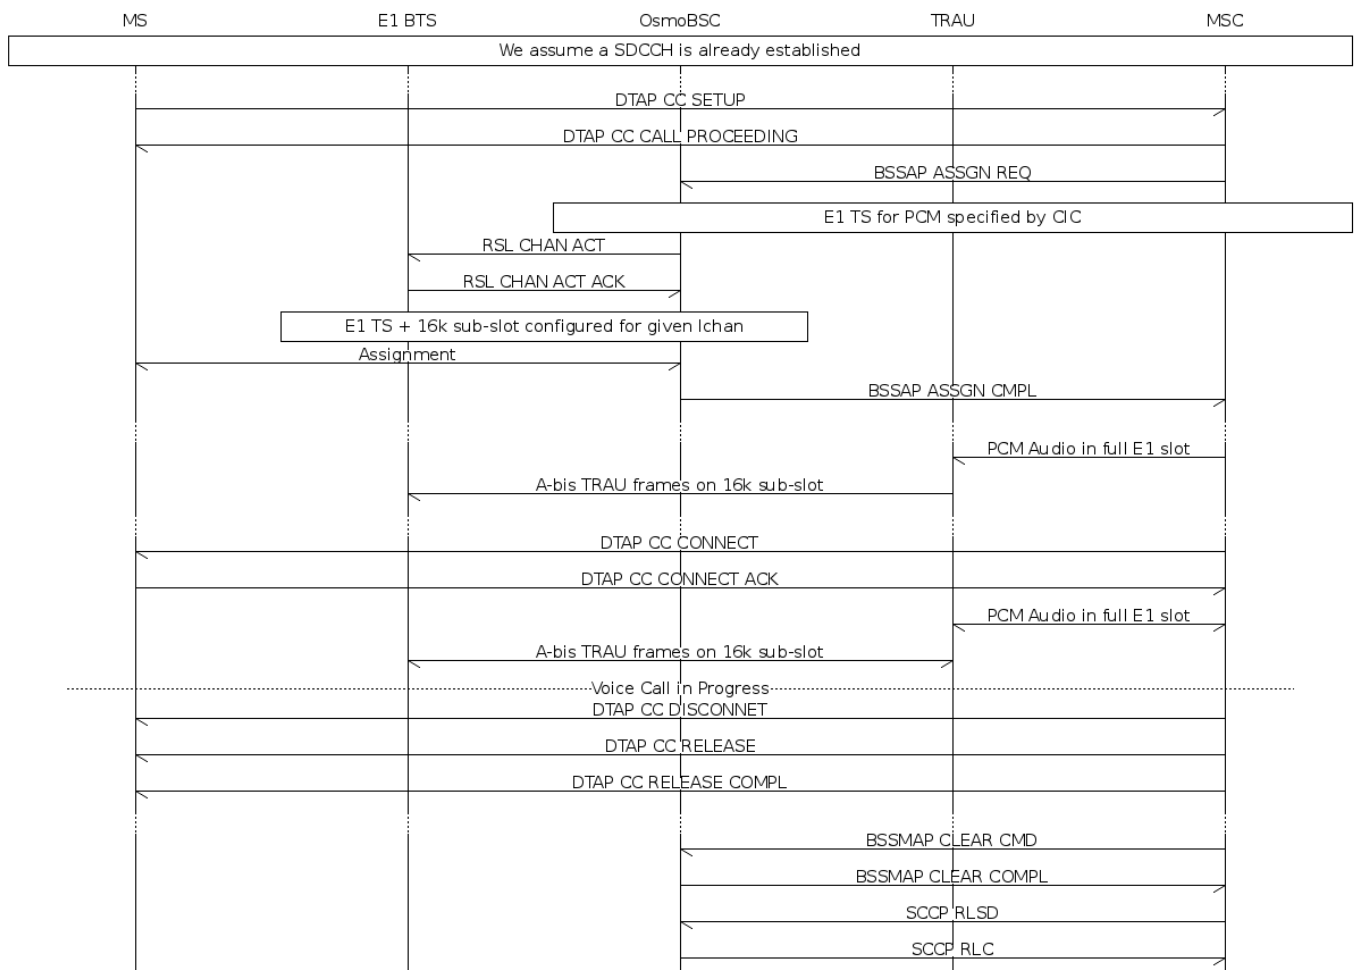 MS E1 BTS OsmoBSC TRAU MSC
We assume a SDCCH is already established
DTAP CC SETUP
DTAP CC CALL PROCEEDING
BSSAP ASSGN REQ
E1 TS for PCM specified by CIC
RSL CHAN ACT
RSL CHAN ACT ACK
E1 TS + 16k sub-slot configured for given lchan
Assignment
BSSAP ASSGN CMPL
PCM Audio in full E1 slot
A-bis TRAU frames on 16k sub-slot
DTAP CC CONNECT
DTAP CC CONNECT ACK
PCM Audio in full E1 slot
A-bis TRAU frames on 16k sub-slot
Voice Call in Progress
DTAP CC DISCONNET
DTAP CC RELEASE
DTAP CC RELEASE COMPL
BSSMAP CLEAR CMD
BSSMAP CLEAR COMPL
SCCP RLSD
SCCP RLC